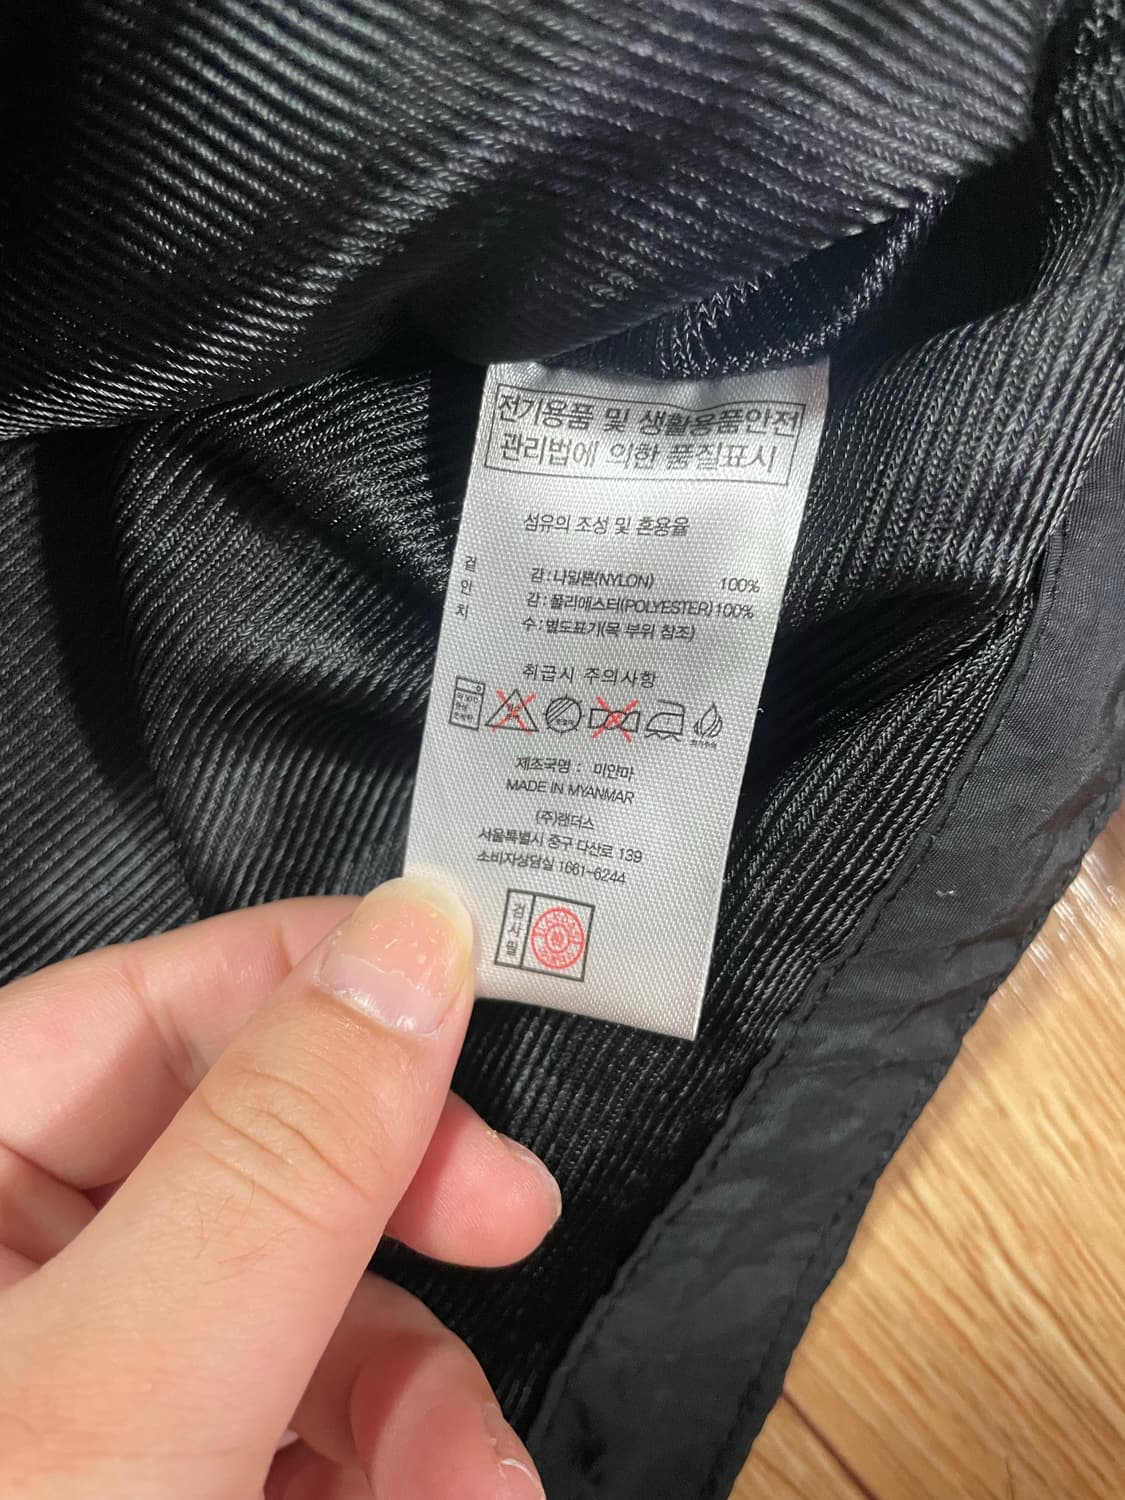 전기용품 및 생활용품안전
관리법에 의한 품질표시
섬유의 조성 및 혼용율
겉감 : 나일론(NYLON) 100%
안감 : 폴리에스터(POLYESTER) 100%
치수 : 별도표기(목 부위 참조)
취급시 주의사항
제조국명 : 미얀마
MADE IN MYANMAR
(주)랜더스
서울특별시 중구 다산로 139
소비자상담실 1661-6244
검사필